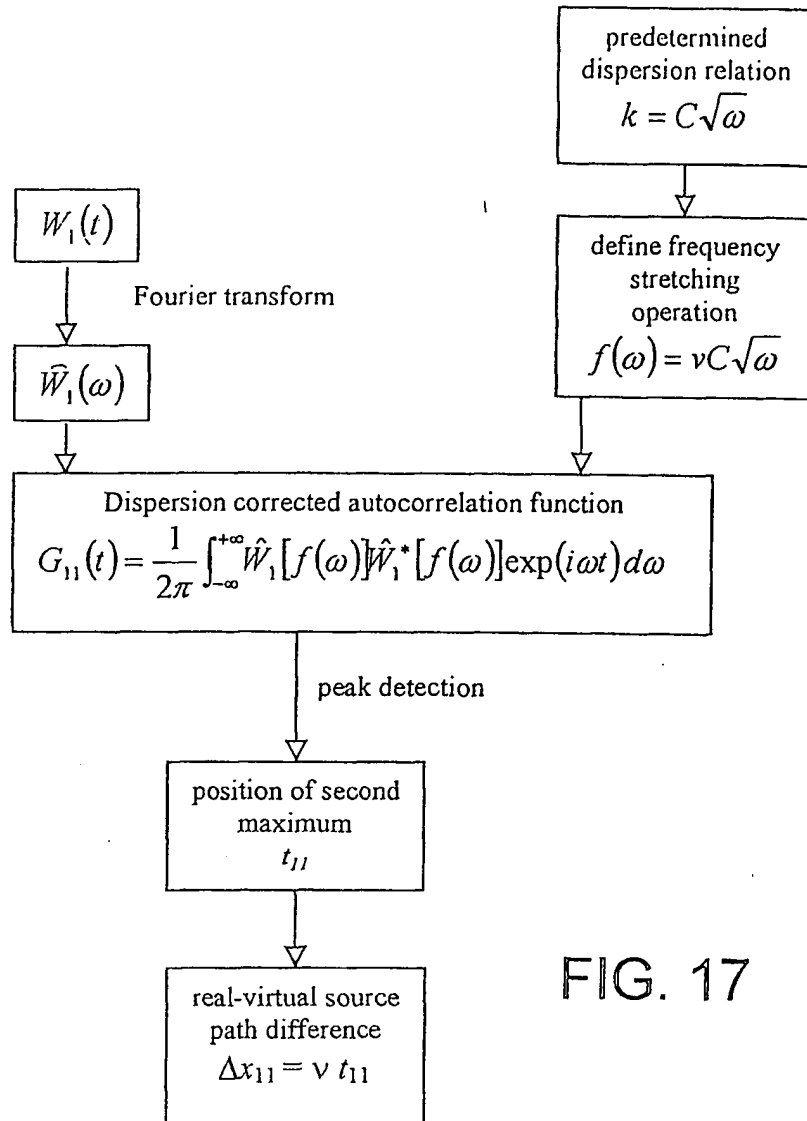 predetermined
dispersion relation
k = C√ω
W₁(t)
define frequency
stretching
operation
f(ω) = νC√ω
Fourier transform
Ŵ₁(ω)
Dispersion corrected autocorrelation function
G₁₁(t) = 1/2π ∫₋∞⁺∞ Ŵ₁[f(ω)]Ŵ₁*[f(ω)]exp(iωt)dω
peak detection
position of second
maximum
t₁₁
real-virtual source
path difference
Δx₁₁ = ν t₁₁
FIG. 17